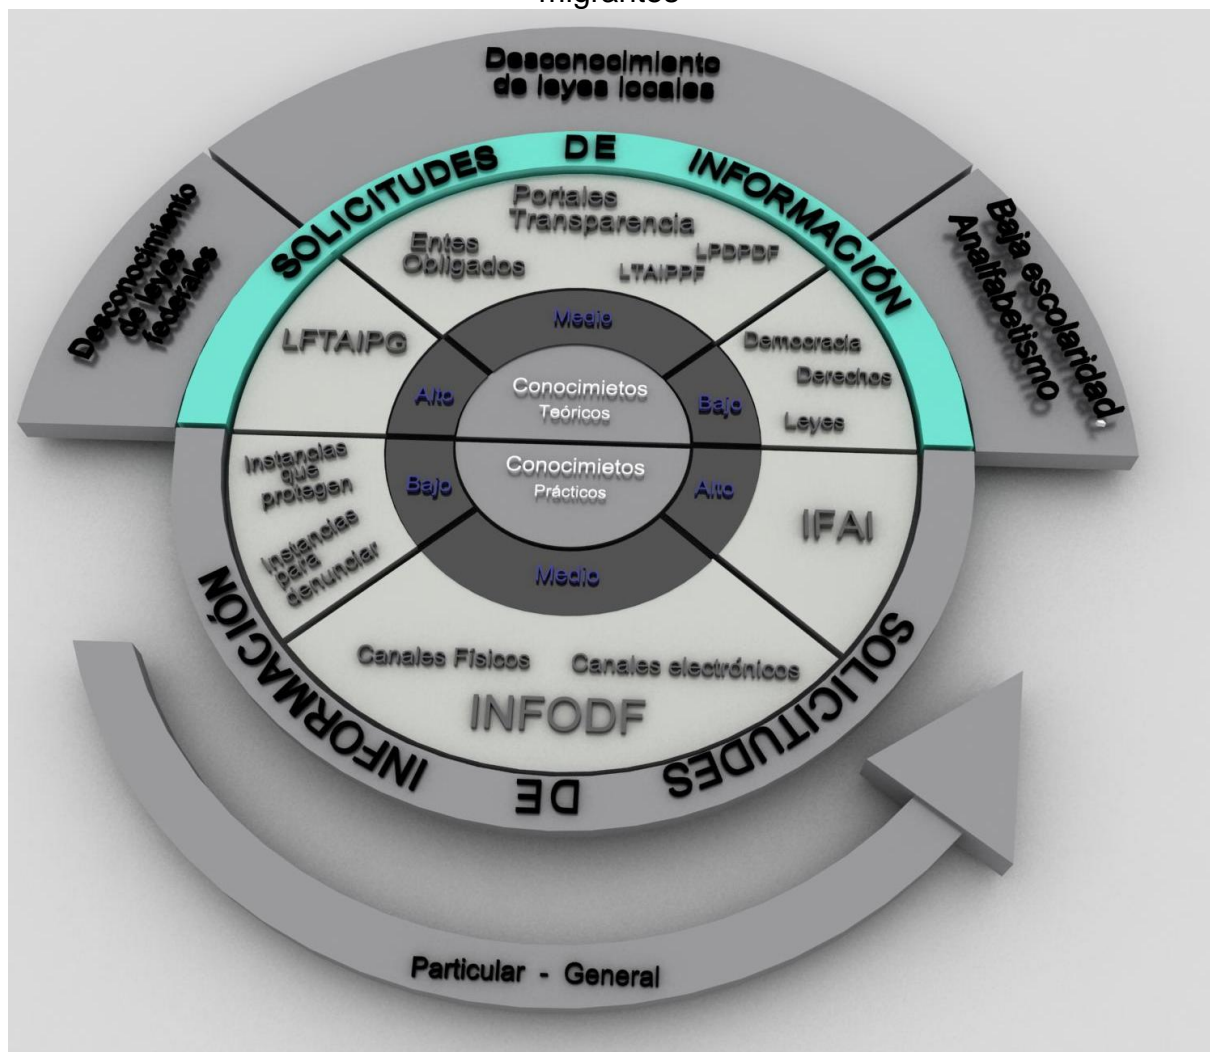 migrantes
Desconocimiento
de leyes locales
Desconocimiento
de leyes
federales
Baja escolaridad,
Analfabetismo
SOLICITUDES DE INFORMACIÓN
Portales
Transparencia
Entes
Obligados
LTAIPPF
LPDPDF
LFTAIPG
Democracia
Derechos
Leyes
Medio
Alto
Bajo
Conocimietos
Teóricos
Conocimietos
Prácticos
Bajo
Alto
Medio
Instancias
que
protegen
Instancias
para
denunciar
IFAI
Canales Físicos
Canales electrónicos
INFODF
SOLICITUDES DE INFORMACIÓN
Particular - General